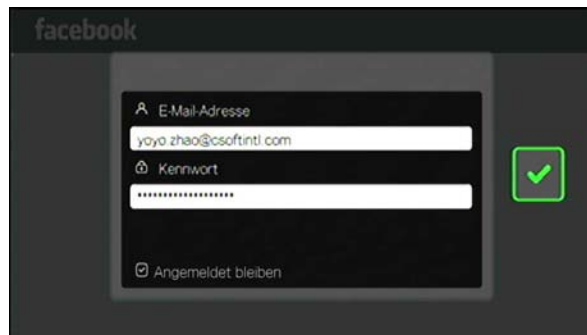 facebook
E-Mail-Adresse
yoyo.zhao@csoftintl.com
Kennwort
•••••••••••••••••••
Angemeldet bleiben